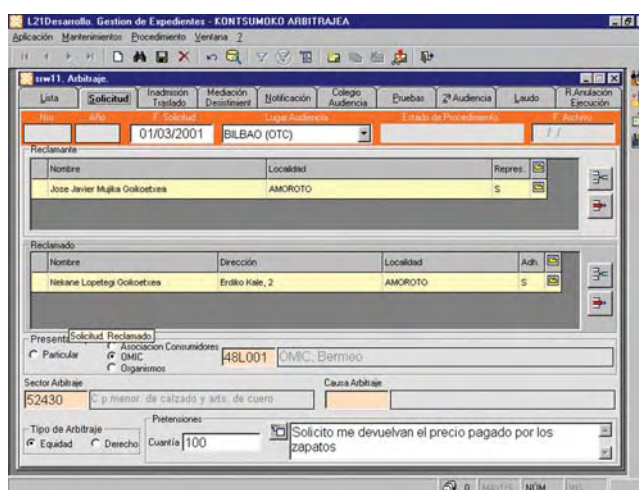 L21Desarrollo. Gestion de Expedientes - KONTSUMOKO ARBITRAJEA
Aplicación Mantenimientos Procedimiento Ventana ?
srw11. Arbitraje.
Lista Solicitud Inadmisión Traslado Mediación Desistiment Notificación Colegio Audiencia Pruebas 2ª Audiencia Laudo R.Anulación Ejecución
Nro Año F. Solicitud Lugar Audiencia Estado de Procedimiento F. Archivo
01/03/2001 BILBAO (OTC) / /
Reclamante
Nombre Localidad Repres.
Jose Javier Mujika Goikoetxea AMOROTO S
Reclamado
Nombre Dirección Localidad Adh.
Nekane Lopetegi Goikoetxea Erdiko Kale, 2 AMOROTO S
Solicitud. Reclamado
Presenta Asociacion Consumidores
Particular OMIC 48L001 OMIC, Bermeo
Organismos
Sector Arbitraje Causa Arbitraje
52430 C.p.menor. de calzado y arts. de cuero
Tipo de Arbitraje Pretensiones
Equidad Derecho Cuantía 100 Solicito me devuelvan el precio pagado por los
zapatos
0 MAYÚS NÚM INS